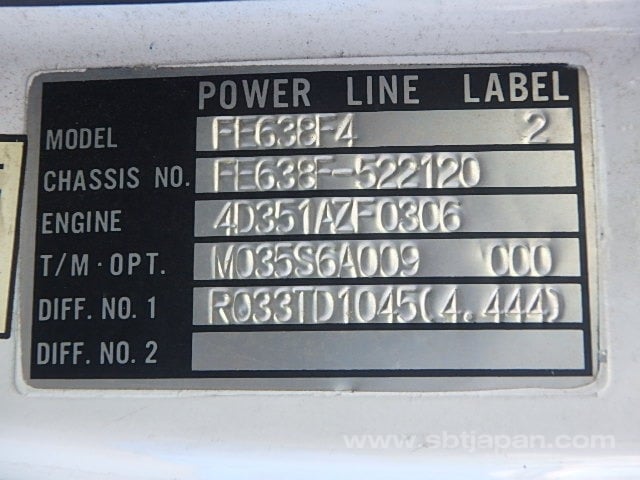 POWER LINE LABEL
MODEL FE638F4 2
CHASSIS NO. FE638F-522120
ENGINE 4D351AZF0306
T/M·OPT. M035S6A009 000
DIFF. NO. 1 R033TD1045(4.444)
DIFF. NO. 2
www.sbtjapan.com